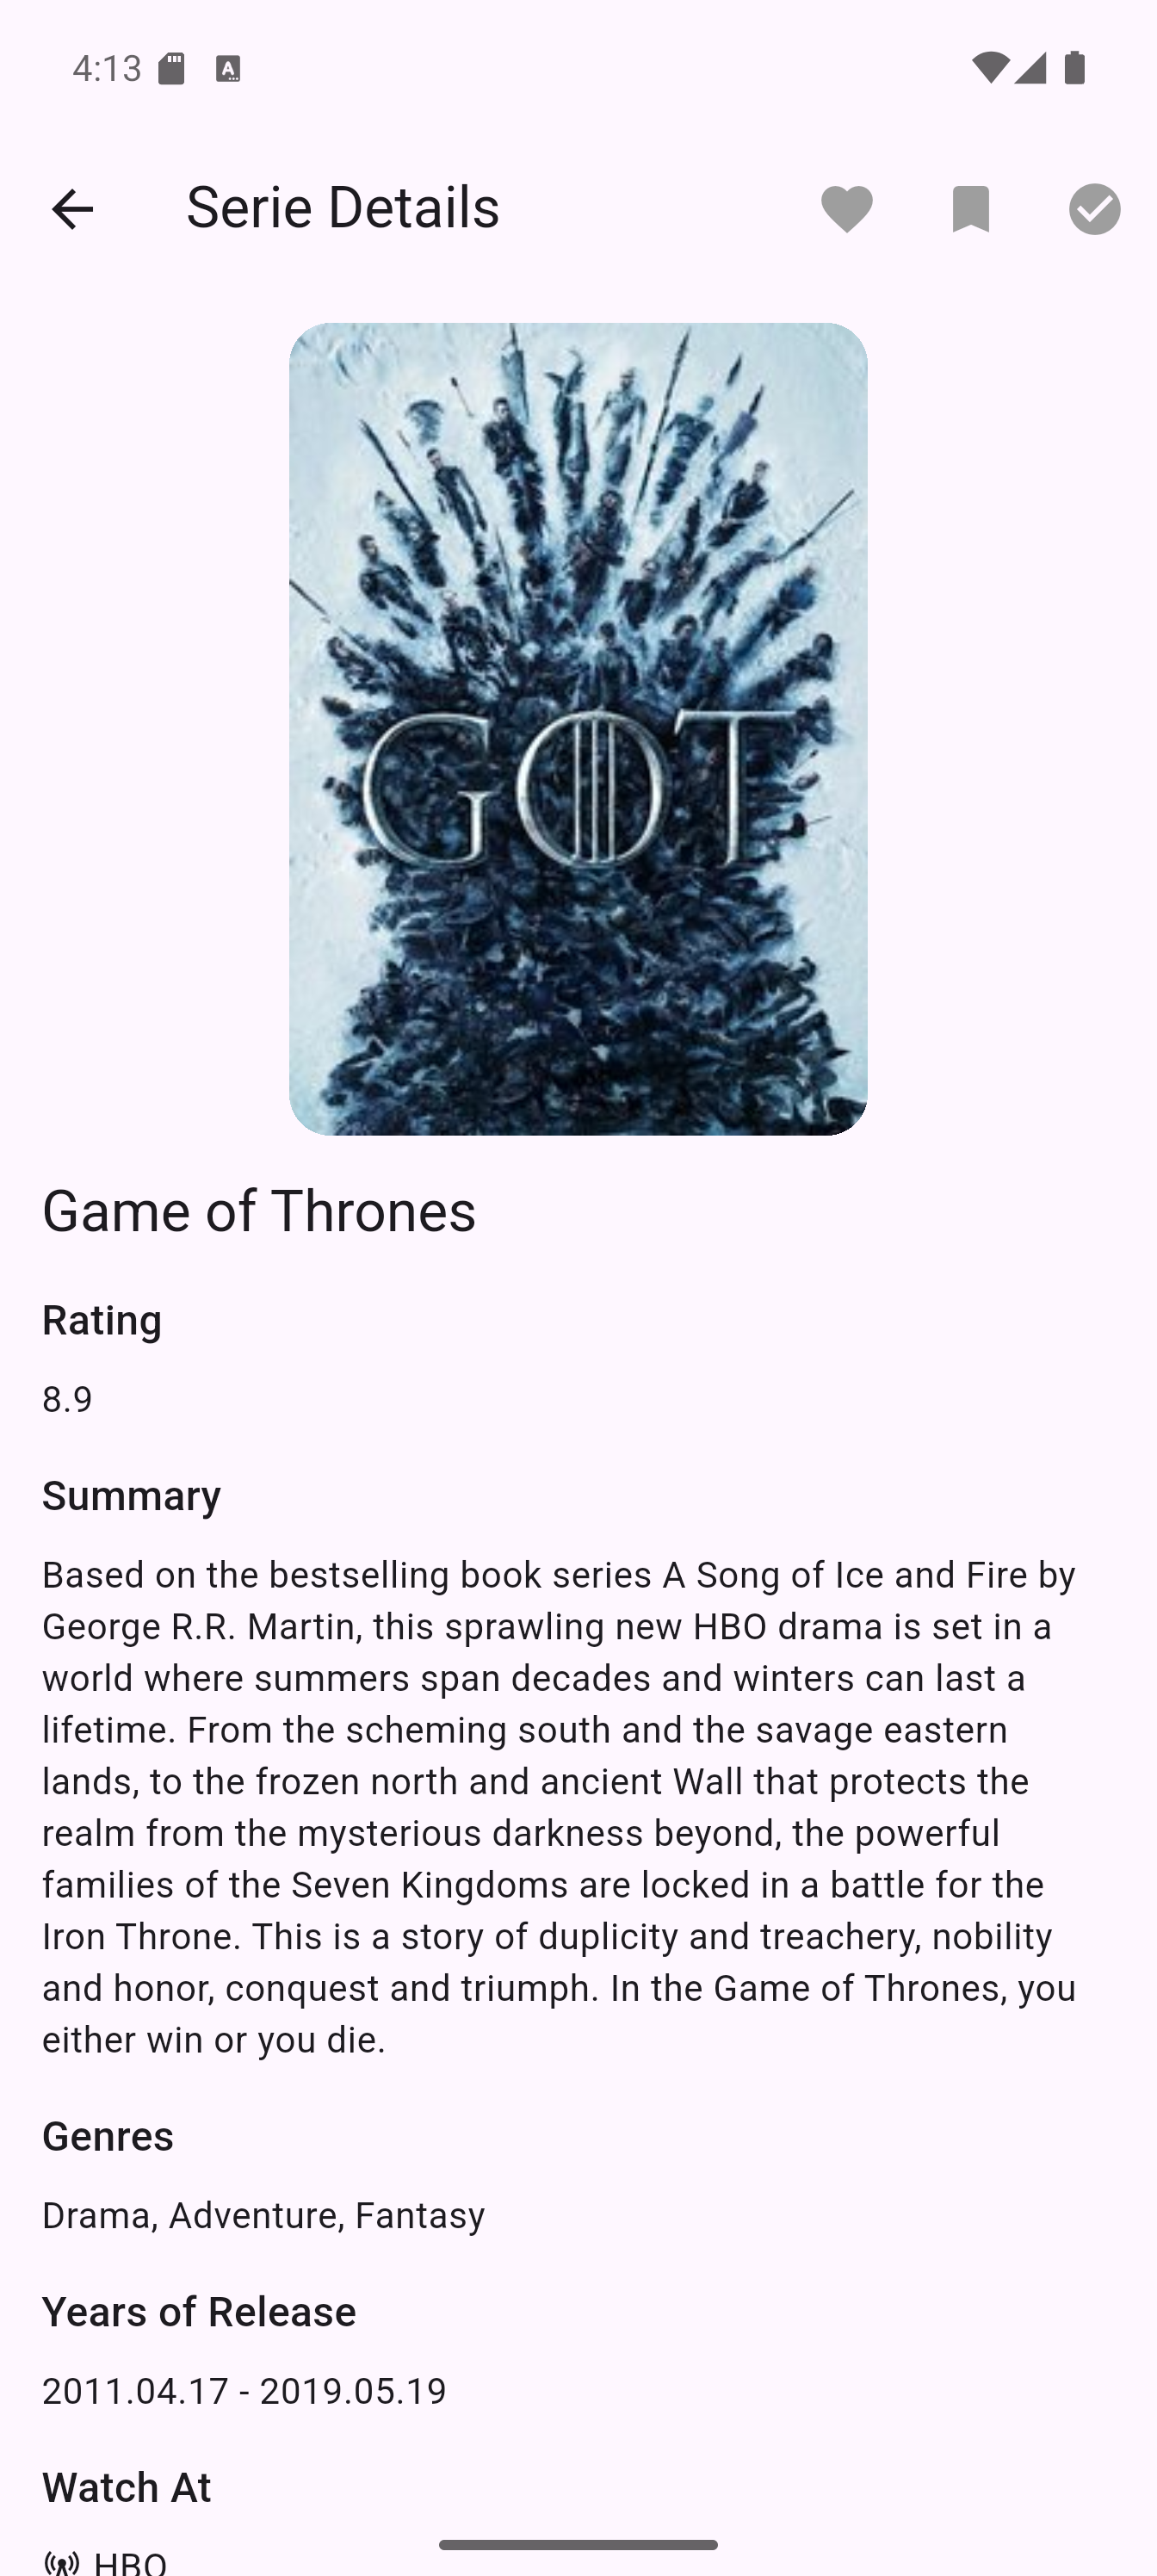 4:13
Serie Details
GOT
Game of Thrones
Rating
8.9
Summary
Based on the bestselling book series A Song of Ice and Fire by
George R.R. Martin, this sprawling new HBO drama is set in a
world where summers span decades and winters can last a
lifetime. From the scheming south and the savage eastern
lands, to the frozen north and ancient Wall that protects the
realm from the mysterious darkness beyond, the powerful
families of the Seven Kingdoms are locked in a battle for the
Iron Throne. This is a story of duplicity and treachery, nobility
and honor, conquest and triumph. In the Game of Thrones, you
either win or you die.
Genres
Drama, Adventure, Fantasy
Years of Release
2011.04.17 - 2019.05.19
Watch At
HBO